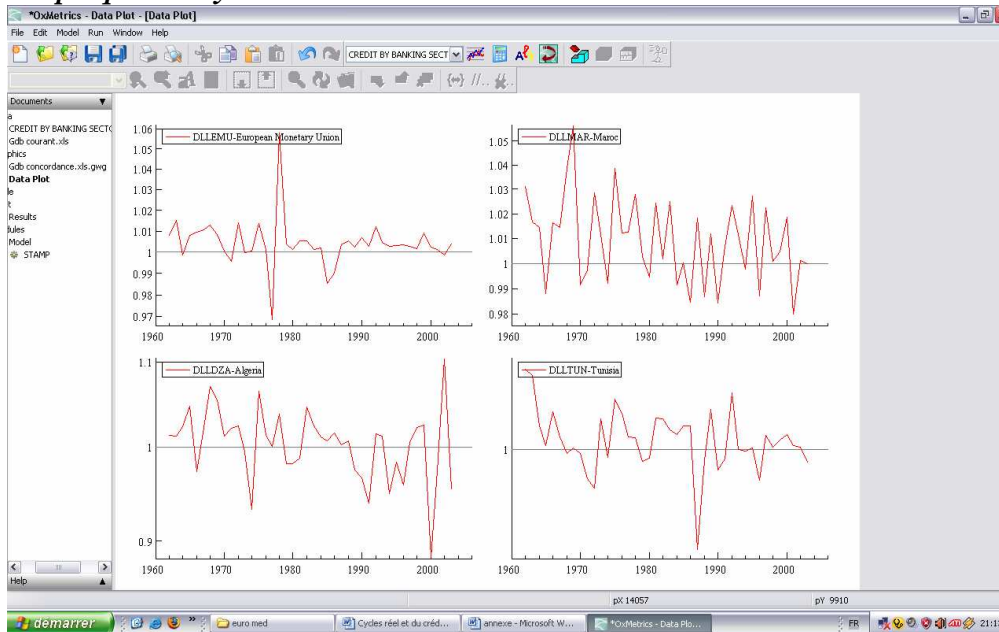 *OxMetrics - Data Plot - [Data Plot]
File Edit Model Run Window Help
CREDIT BY BANKING SECT
Documents
a
CREDIT BY BANKING SECTO
Gdb courant.xls
phics
Gdb concordance.xls.gwg
Data Plot
le
t
Results
lules
Model
STAMP
Help
1.06
1.05
1.04
1.03
1.02
1.01
1
0.99
0.98
0.97
DLLEMU-European Monetary Union
1960 1970 1980 1990 2000
1.05
1.04
1.03
1.02
1.01
1
0.99
0.98
DLLMAR-Maroc
1960 1970 1980 1990 2000
1.1
1
0.9
DLLDZA-Algeria
1960 1970 1980 1990 2000
1
DLLTUN-Tunisia
1960 1970 1980 1990 2000
pX 14057 pY 9910
démarrer
euro med
Cycles réel et du créd...
annexe - Microsoft W...
*OxMetrics - Data Plo...
FR